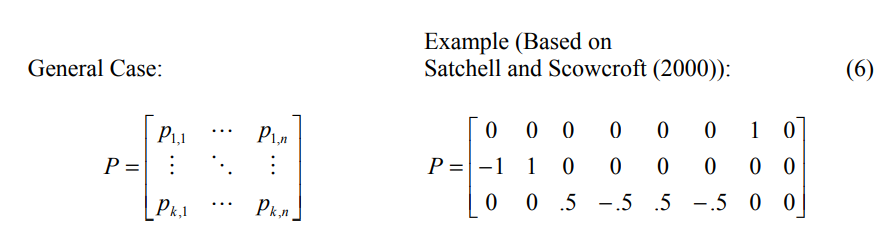 Example (Based on
General Case: Satchell and Scowcroft (2000)): (6)
P = [ p1,1 ⋯ p1,n
⋮ ⋱ ⋮
pk,1 ⋯ pk,n ]
P = [ 0 0 0 0 0 0 1 0
−1 1 0 0 0 0 0 0
0 0 .5 −.5 .5 −.5 0 0 ]